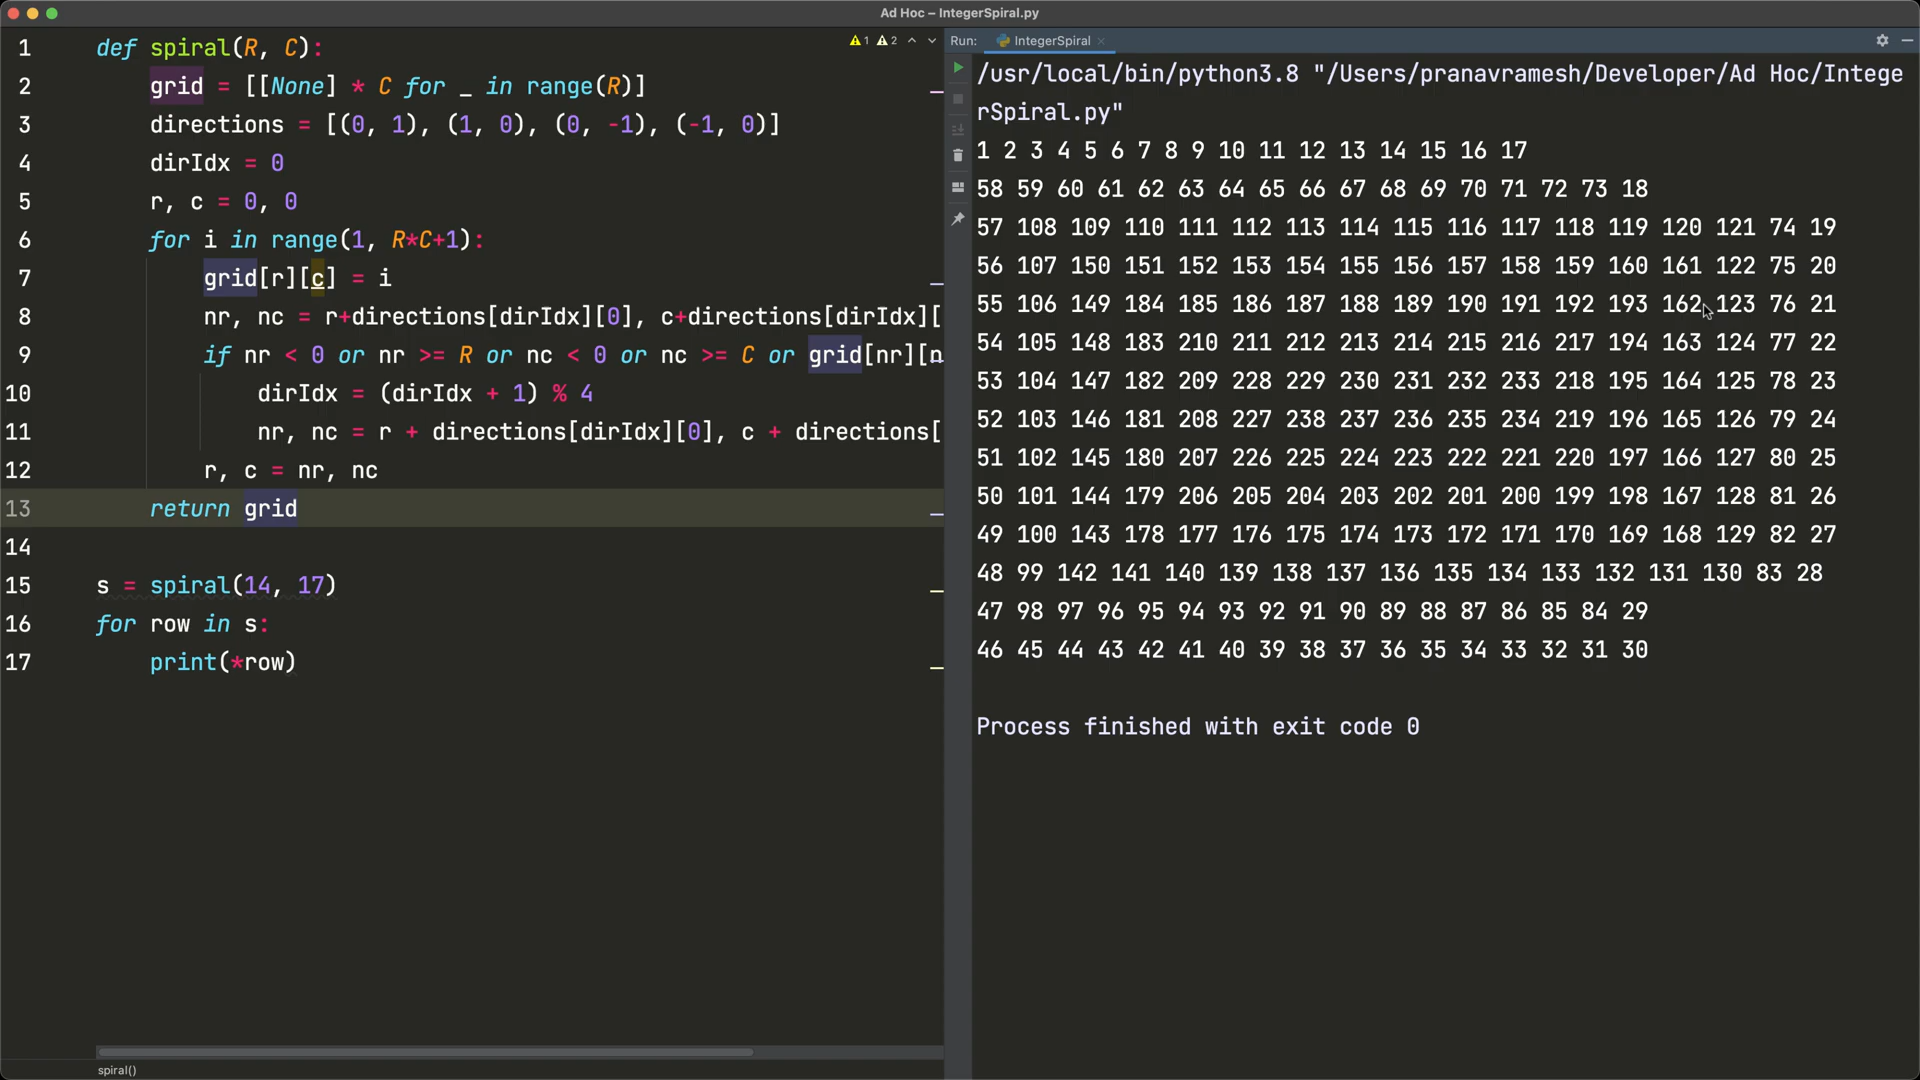 Ad Hoc – IntegerSpiral.py
1 def spiral(R, C):
2 grid = [[None] * C for _ in range(R)]
3 directions = [(0, 1), (1, 0), (0, -1), (-1, 0)]
4 dirIdx = 0
5 r, c = 0, 0
6 for i in range(1, R*C+1):
7 grid[r][c] = i
8 nr, nc = r+directions[dirIdx][0], c+directions[dirIdx][
9 if nr < 0 or nr >= R or nc < 0 or nc >= C or grid[nr][n
10 dirIdx = (dirIdx + 1) % 4
11 nr, nc = r + directions[dirIdx][0], c + directions[
12 r, c = nr, nc
13 return grid
14
15 s = spiral(14, 17)
16 for row in s:
17 print(*row)
1 2
spiral()
Run: IntegerSpiral
/usr/local/bin/python3.8 "/Users/pranavramesh/Developer/Ad Hoc/Intege
rSpiral.py"
1 2 3 4 5 6 7 8 9 10 11 12 13 14 15 16 17
58 59 60 61 62 63 64 65 66 67 68 69 70 71 72 73 18
57 108 109 110 111 112 113 114 115 116 117 118 119 120 121 74 19
56 107 150 151 152 153 154 155 156 157 158 159 160 161 122 75 20
55 106 149 184 185 186 187 188 189 190 191 192 193 162 123 76 21
54 105 148 183 210 211 212 213 214 215 216 217 194 163 124 77 22
53 104 147 182 209 228 229 230 231 232 233 218 195 164 125 78 23
52 103 146 181 208 227 238 237 236 235 234 219 196 165 126 79 24
51 102 145 180 207 226 225 224 223 222 221 220 197 166 127 80 25
50 101 144 179 206 205 204 203 202 201 200 199 198 167 128 81 26
49 100 143 178 177 176 175 174 173 172 171 170 169 168 129 82 27
48 99 142 141 140 139 138 137 136 135 134 133 132 131 130 83 28
47 98 97 96 95 94 93 92 91 90 89 88 87 86 85 84 29
46 45 44 43 42 41 40 39 38 37 36 35 34 33 32 31 30
Process finished with exit code 0